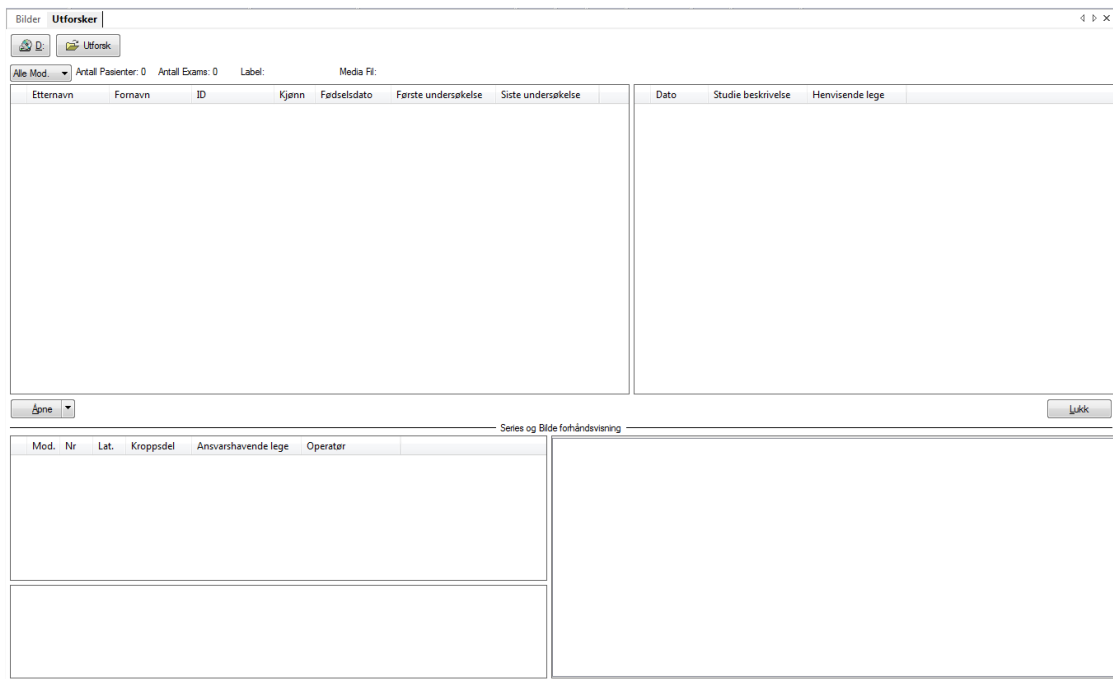 Bilder Utforsker
D: Utforsk
Alle Mod. Antall Pasienter: 0 Antall Exams: 0 Label: Media Fil:
Etternavn Fornavn ID Kjønn Fødselsdato Første undersøkelse Siste undersøkelse Dato Studie beskrivelse Henvisende lege
Åpne Lukk
Series og Bilde forhåndsvisning
Mod. Nr Lat. Kroppsdel Ansvarshavende lege Operatør